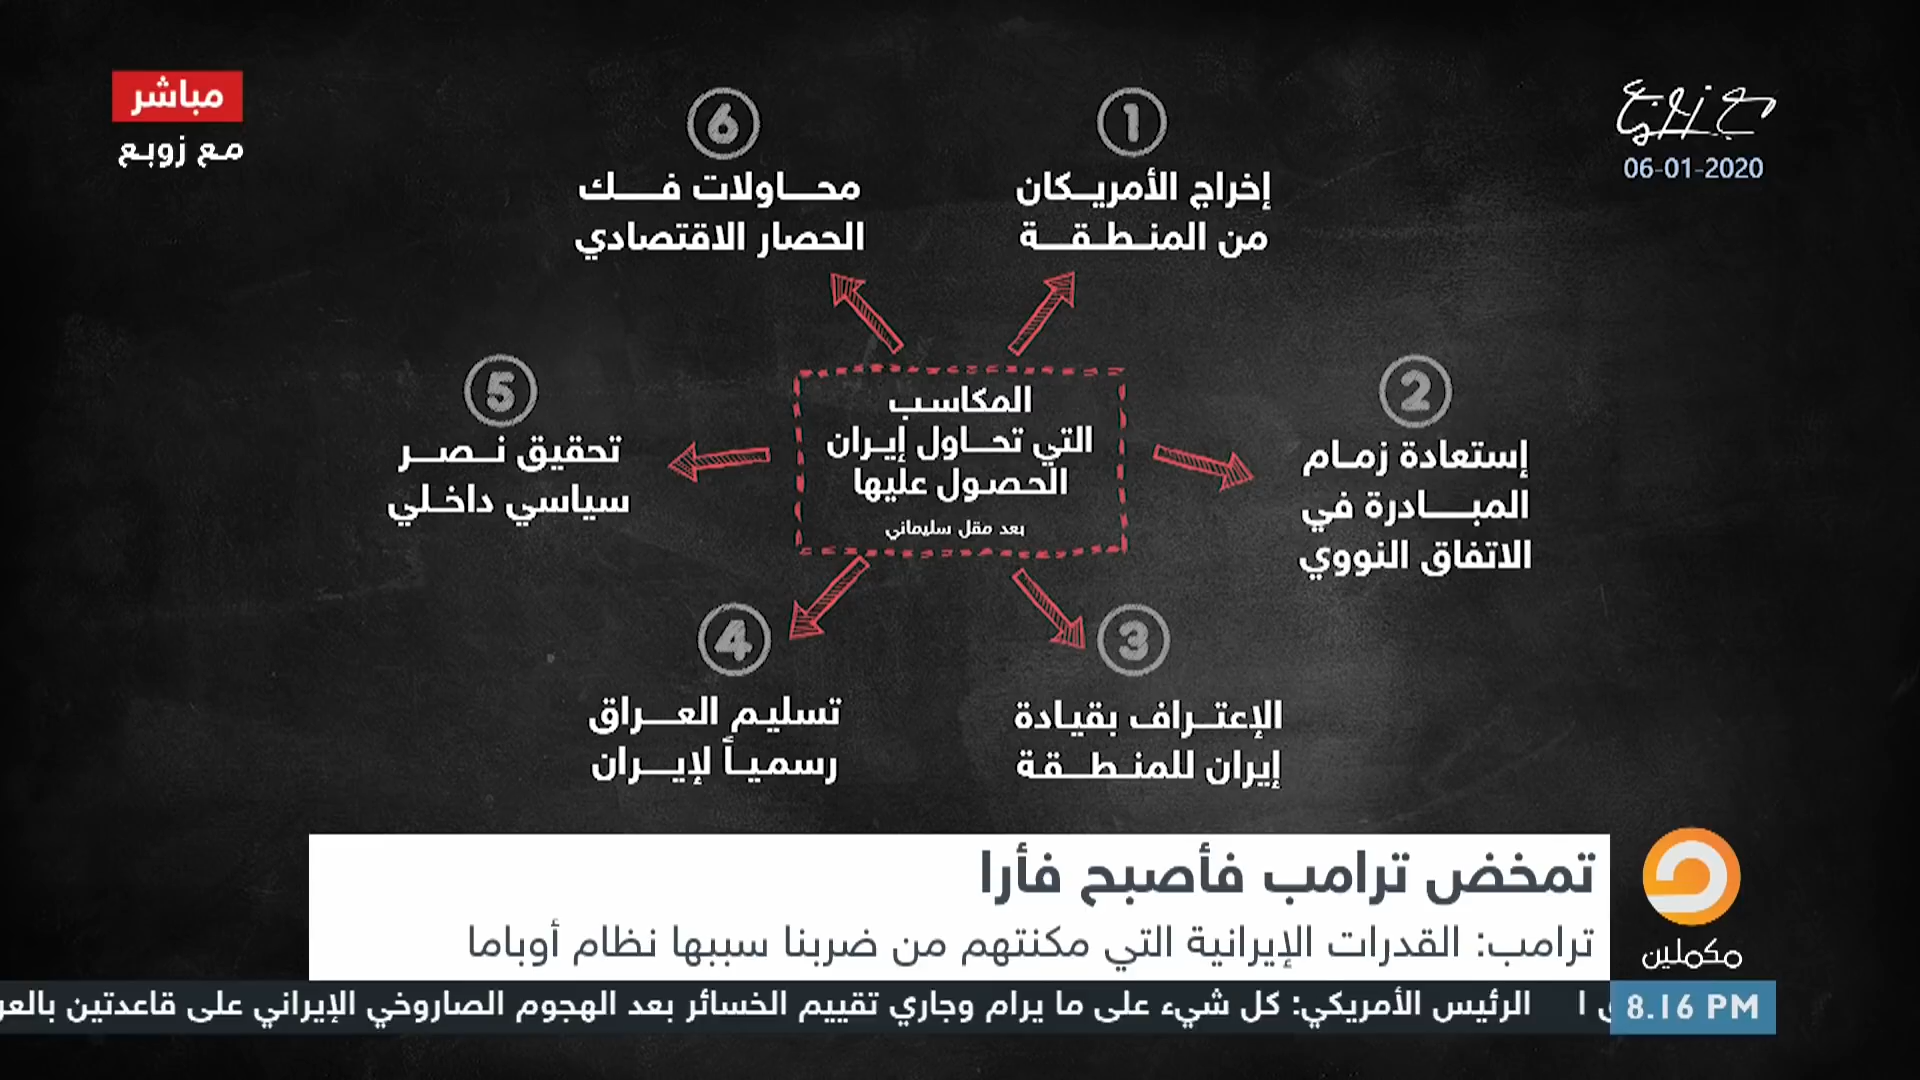 مباشر
مع زوبع
مع زوبع
06-01-2020
1
إخراج الأمريكان
من المنطقة
2
إستعادة زمام
المبادرة في
الاتفاق النووي
3
الإعتراف بقيادة
إيران للمنطقة
4
تسليم العراق
رسمياً لإيران
5
تحقيق نصر
سياسي داخلي
6
محاولات فك
الحصار الاقتصادي
المكاسب
التي تحاول إيران
الحصول عليها
بعد مقل سليماني
تمخض ترامب فأصبح فأرا
ترامب: القدرات الإيرانية التي مكنتهم من ضربنا سببها نظام أوباما
مكملين
الرئيس الأمريكي: كل شيء على ما يرام وجاري تقييم الخسائر بعد الهجوم الصاروخي الإيراني على قاعدتين
8.16 PM